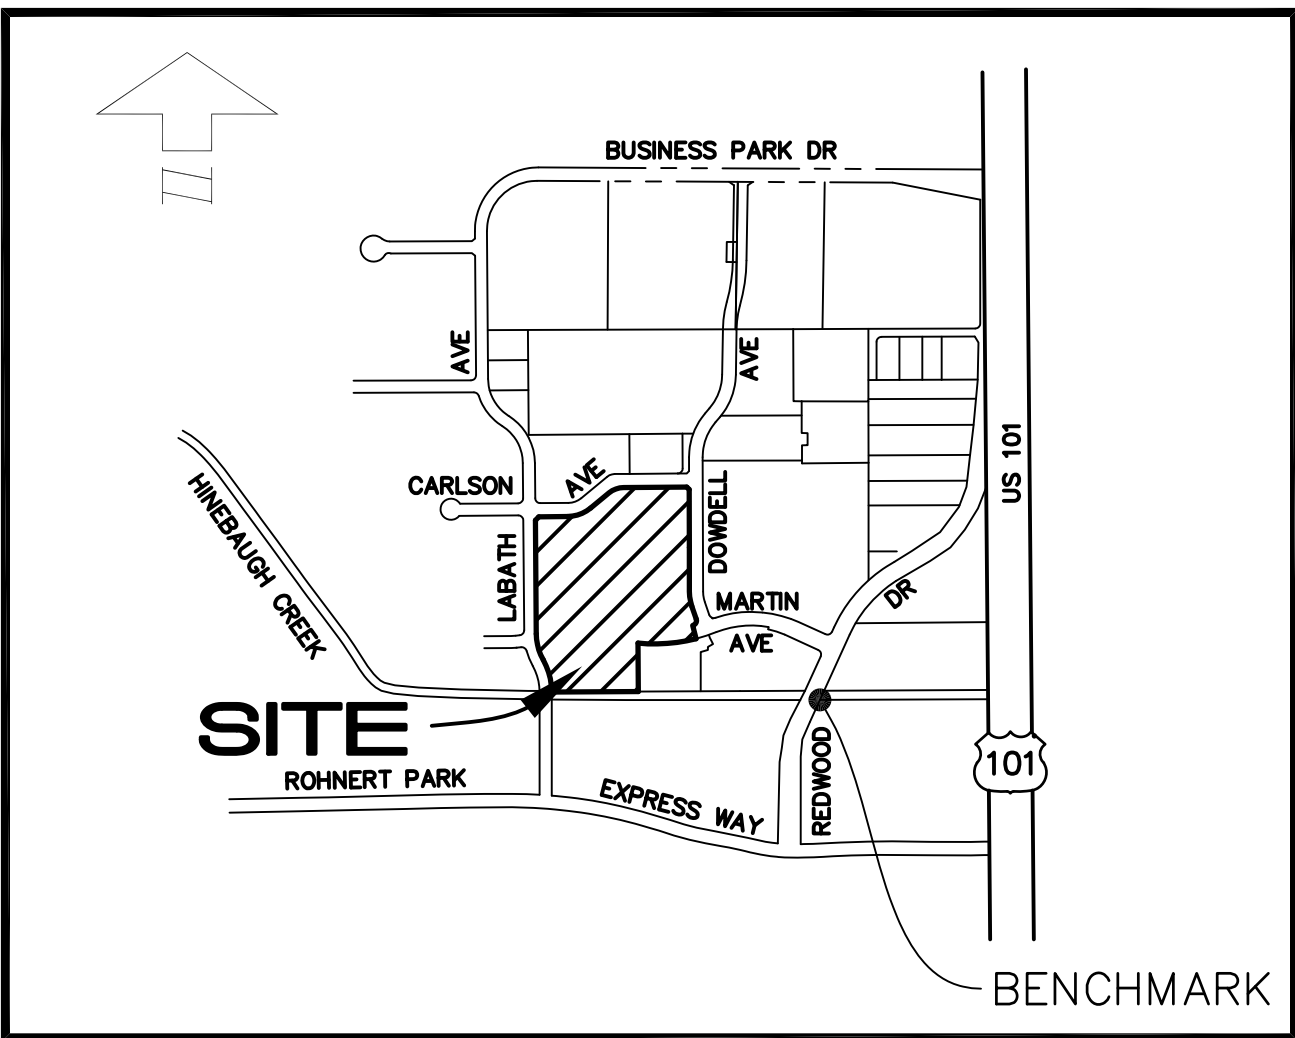 BUSINESS PARK DR
AVE
AVE
US 101
CARLSON
AVE
HINEBAUGH CREEK
DOWDELL
LABATH
MARTIN
AVE
DR
SITE
REDWOOD
101
ROHNERT PARK
EXPRESS WAY
BENCHMARK